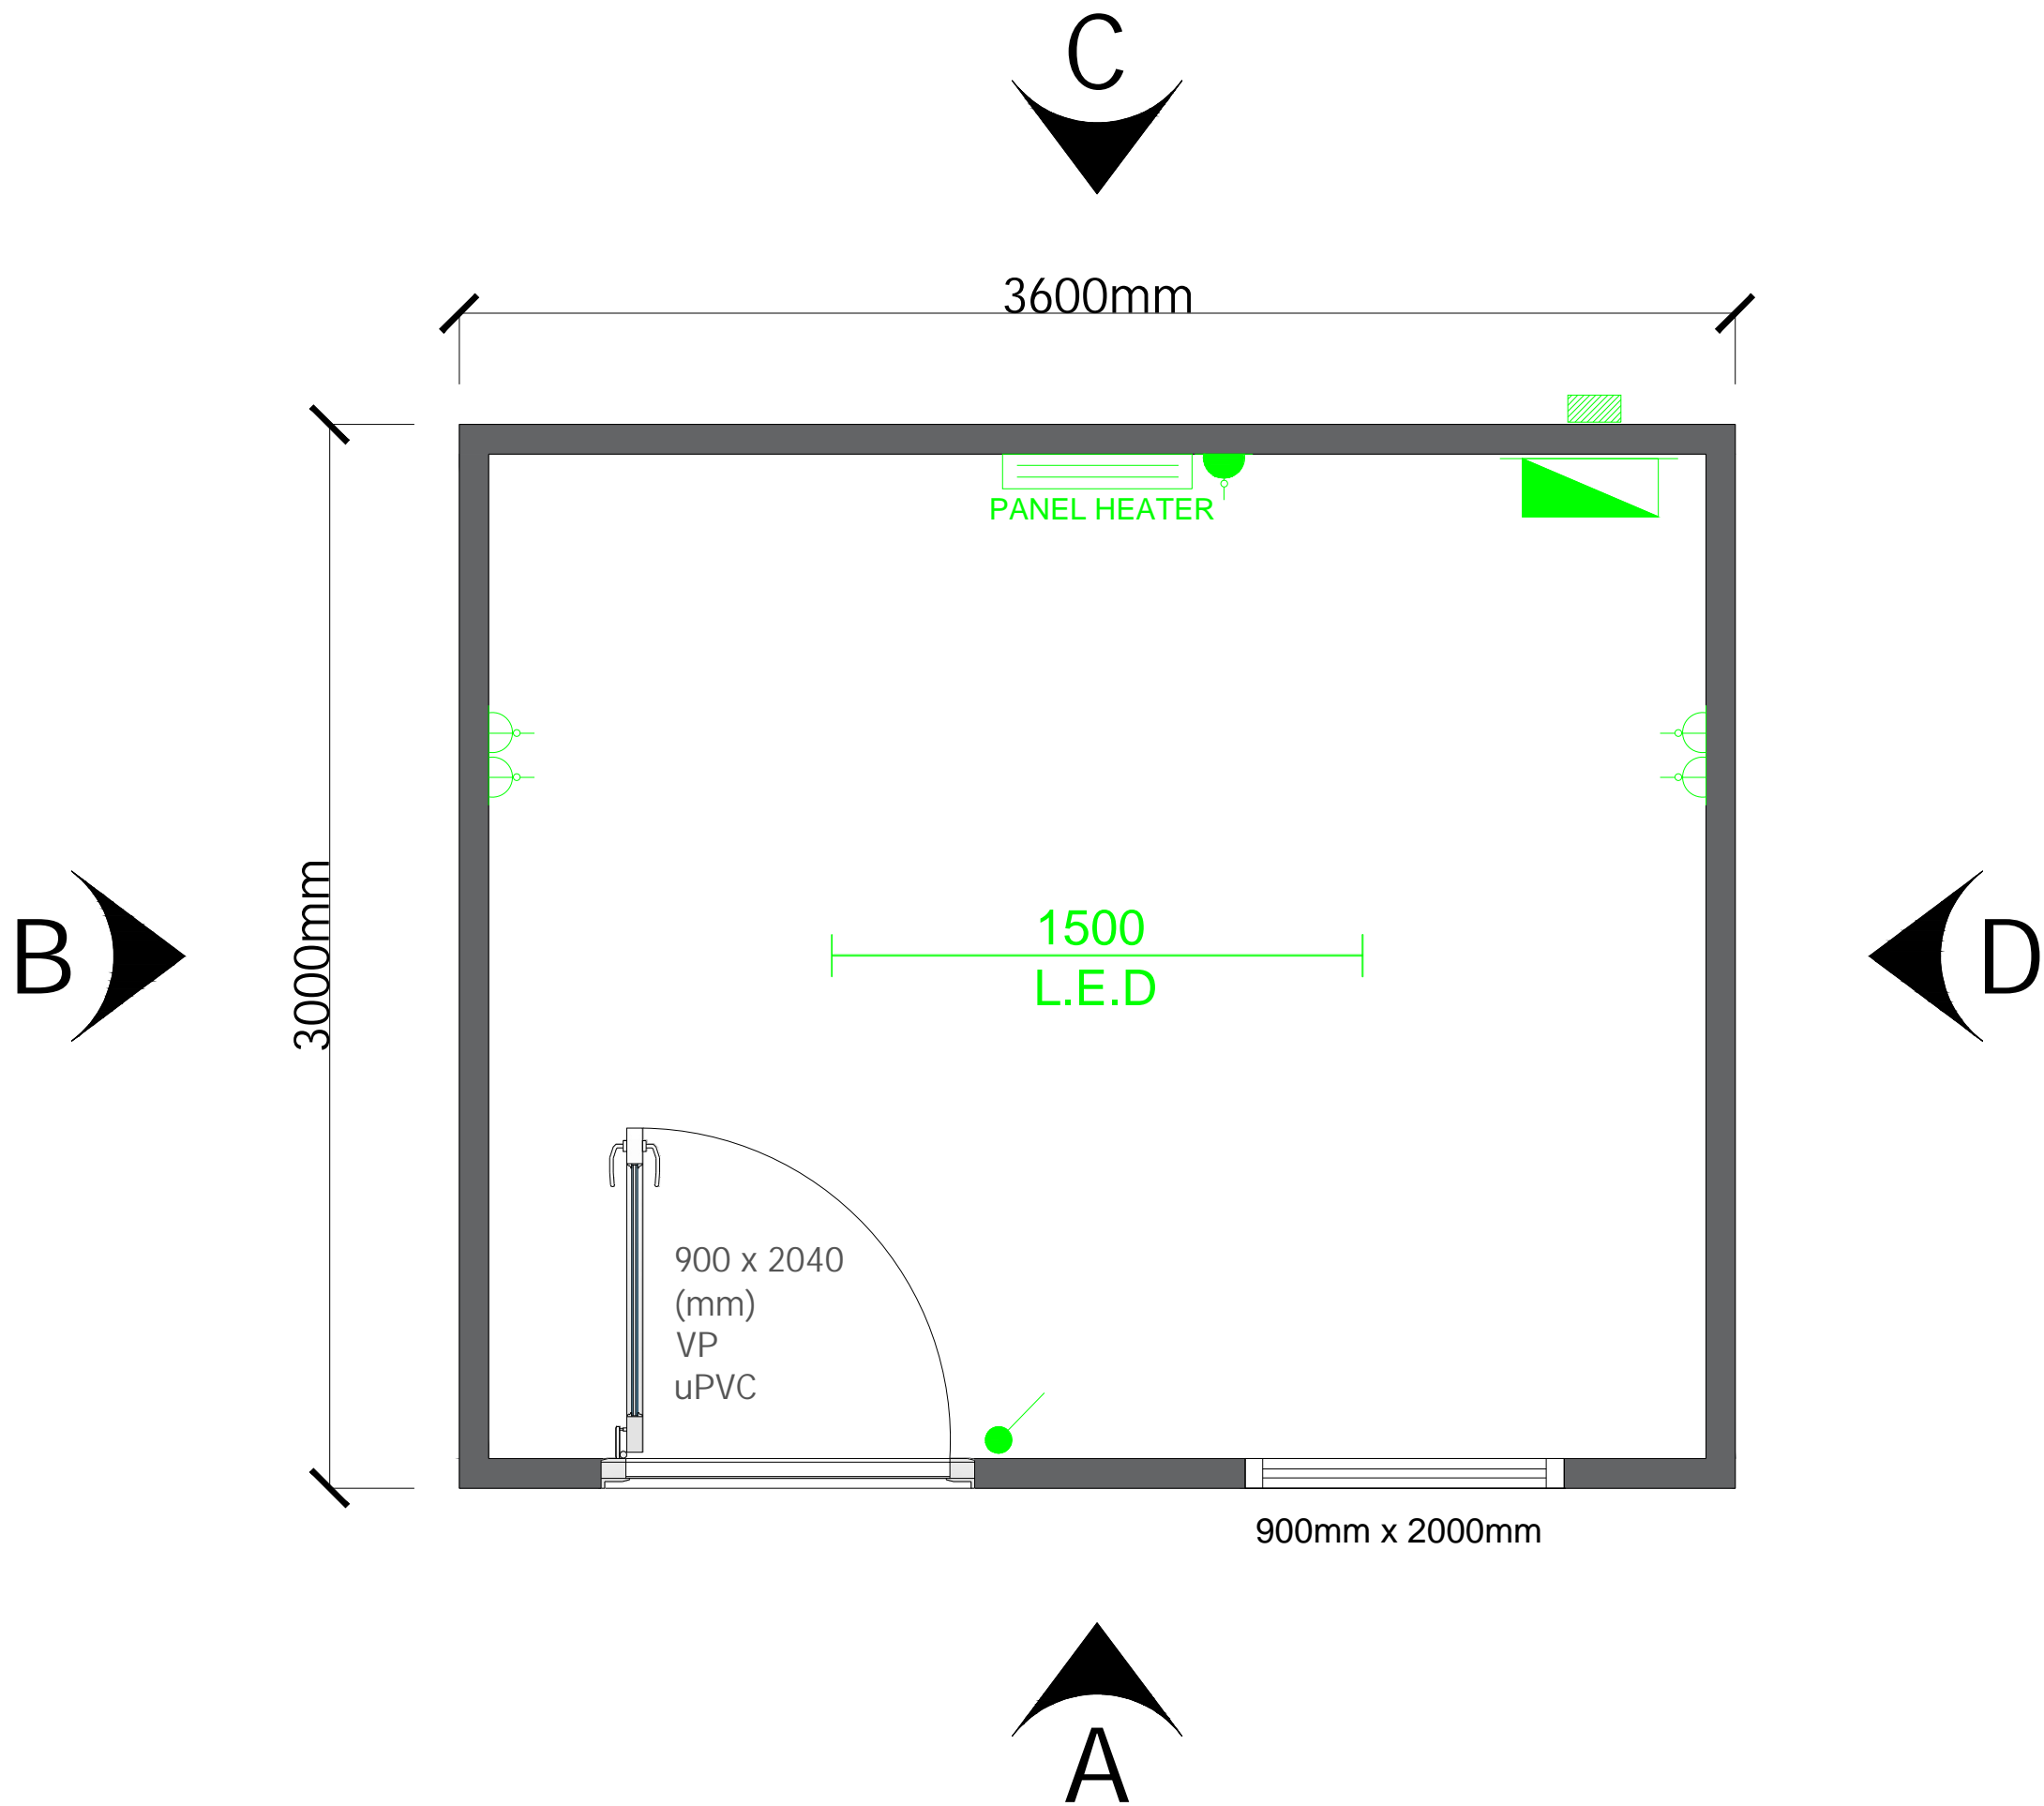 C
3600mm
PANEL HEATER
3000mm
B
D
1500
L.E.D
900 x 2040
(mm)
VP
uPVC
900mm x 2000mm
A